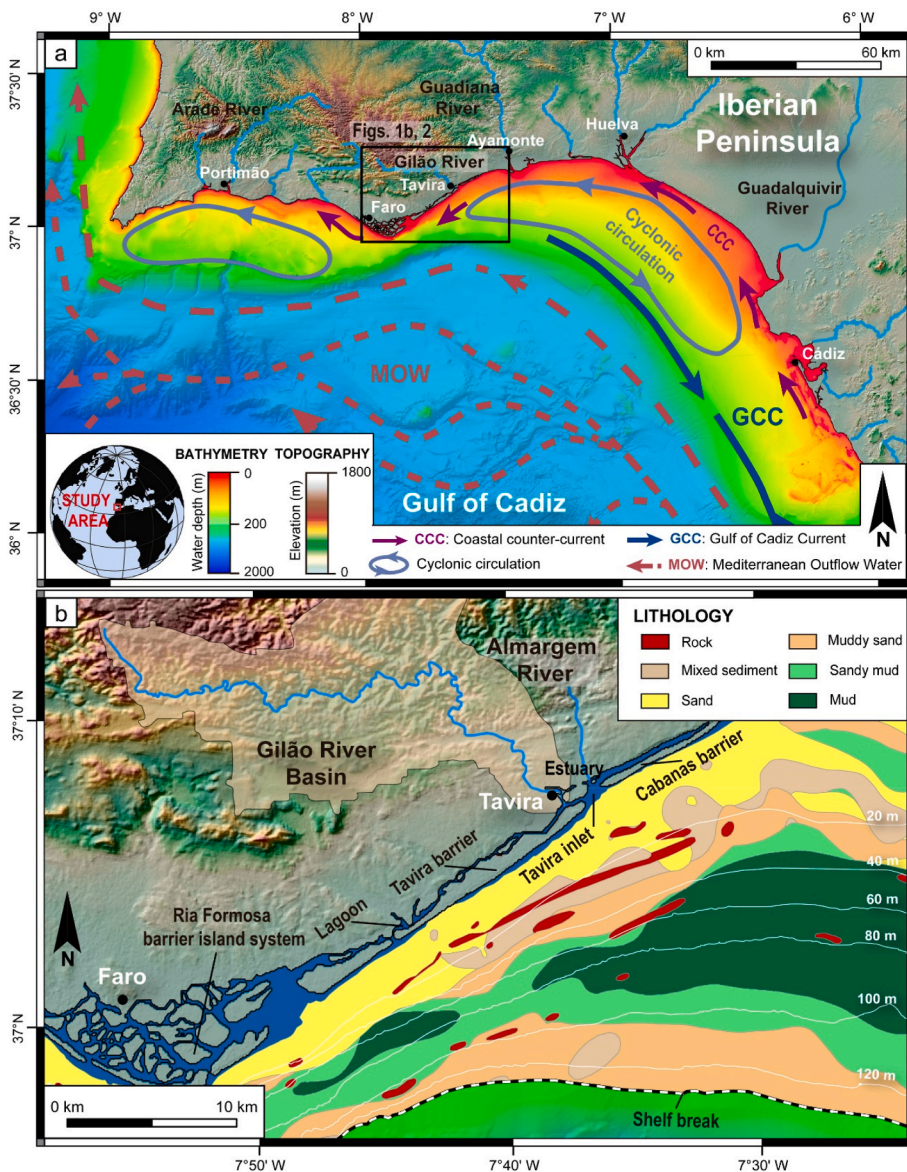 9° W
8° W
7° W
6° W
a
0 km
60 km
37°30' N
37° N
36°30' N
36° N
Arade River
Guadiana
River
Figs. 1b, 2
Gilão River
Ayamonte
Huelva
Iberian
Peninsula
Portimão
Tavira
Faro
Guadalquivir
River
Cyclonic
circulation
CCC
Cádiz
MOW
GCC
Gulf of Cadiz
N
STUDY
AREA
BATHYMETRY
Water depth (m)
0
200
2000
TOPOGRAPHY
Elevation (m)
1800
0
CCC: Coastal counter-current
GCC: Gulf of Cadiz Current
Cyclonic circulation
MOW: Mediterranean Outflow Water
b
LITHOLOGY
Rock
Muddy sand
Mixed sediment
Sandy mud
Sand
Mud
Almargem
River
37°10' N
37° N
Gilão River
Basin
Estuary
Tavira
Cabanas barrier
Tavira inlet
Tavira barrier
Lagoon
Ria Formosa
barrier island system
N
Faro
20 m
40 m
60 m
80 m
100 m
120 m
Shelf break
0 km
10 km
7°50' W
7°40' W
7°30' W